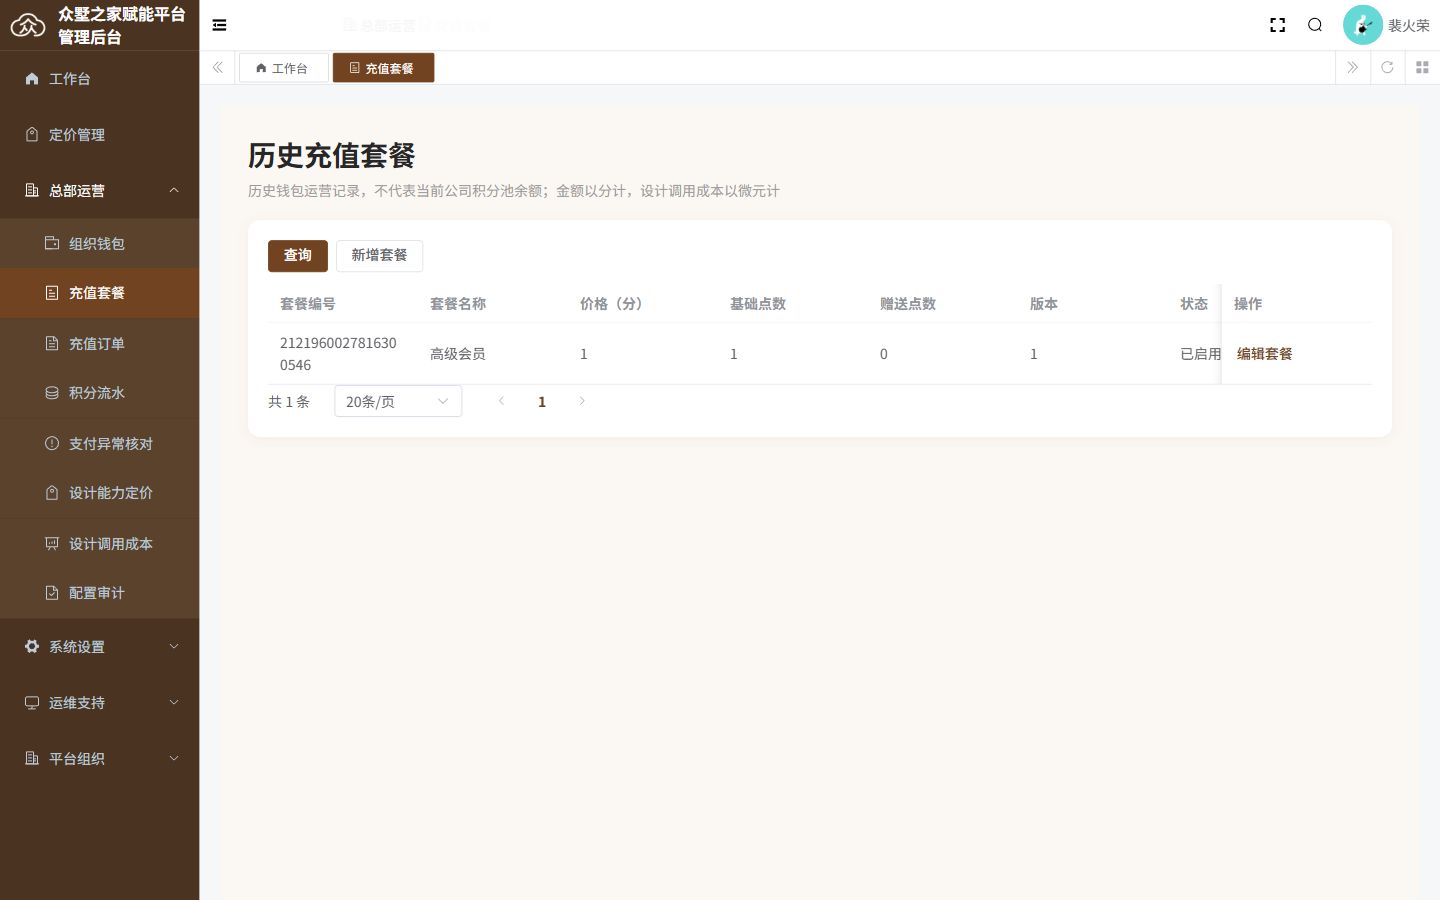 众墅之家赋能平台
管理后台
裴火荣
工作台
充值套餐
工作台
定价管理
总部运营
组织钱包
充值套餐
充值订单
积分流水
支付异常核对
设计能力定价
设计调用成本
配置审计
系统设置
运维支持
平台组织
历史充值套餐
历史钱包运营记录，不代表当前公司积分池余额；金额以分计，设计调用成本以微元计
查询 新增套餐
套餐编号 套餐名称 价格（分） 基础点数 赠送点数 版本 状态 操作
212196002781630
0546
高级会员 1 1 0 1 已启用 编辑套餐
共 1 条 20条/页 1